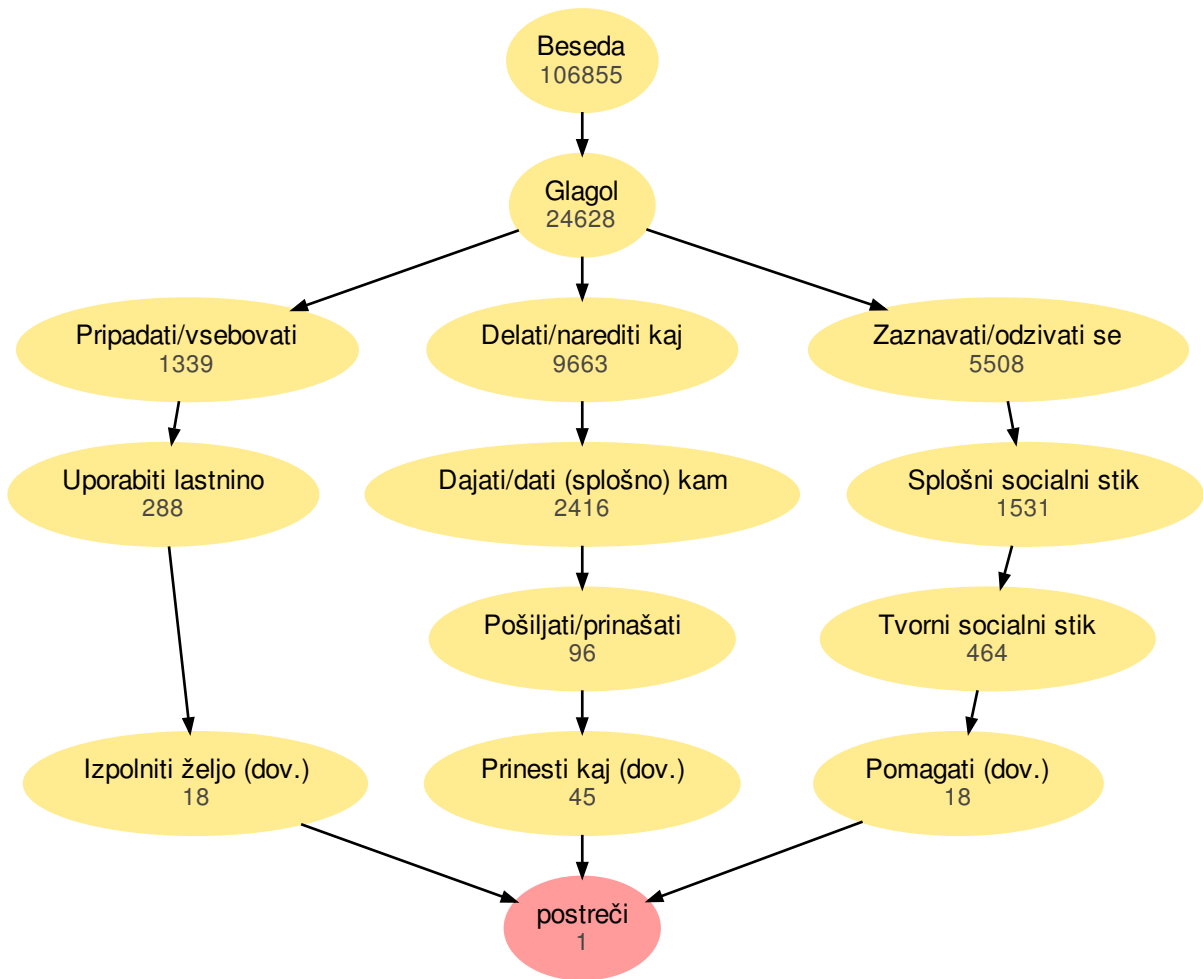 Beseda
106855
Glagol
24628
Pripadati/vsebovati
1339
Delati/narediti kaj
9663
Zaznavati/odzivati se
5508
Uporabiti lastnino
288
Dajati/dati (splošno) kam
2416
Splošni socialni stik
1531
Pošiljati/prinašati
96
Tvorni socialni stik
464
Izpolniti željo (dov.)
18
Prinesti kaj (dov.)
45
Pomagati (dov.)
18
postreči
1